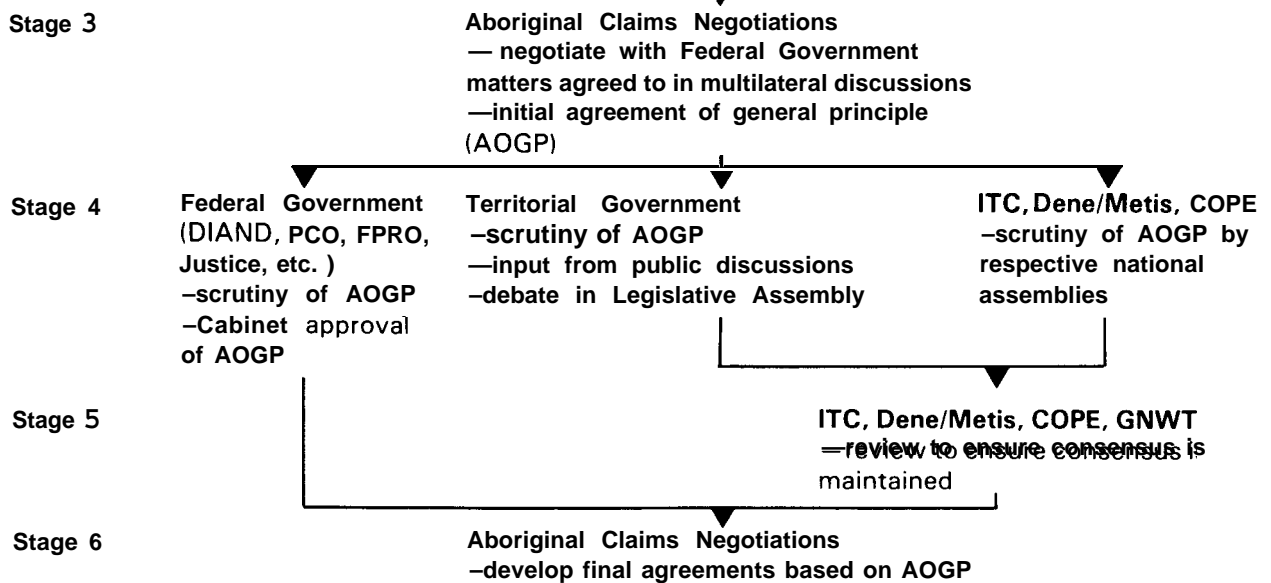 Stage 3
Aboriginal Claims Negotiations
— negotiate with Federal Government
matters agreed to in multilateral discussions
—initial agreement of general principle
(AOGP)
Stage 4
Federal Government
(DIAND, PCO, FPRO,
Justice, etc. )
–scrutiny of AOGP
–Cabinet approval
of AOGP
Territorial Government
–scrutiny of AOGP
—input from public discussions
–debate in Legislative Assembly
ITC, Dene/Metis, COPE
–scrutiny of AOGP by
respective national
assemblies
Stage 5
ITC, Dene/Metis, COPE, GNWT
—review to ensure consensus is
maintained
Stage 6
Aboriginal Claims Negotiations
–develop final agreements based on AOGP